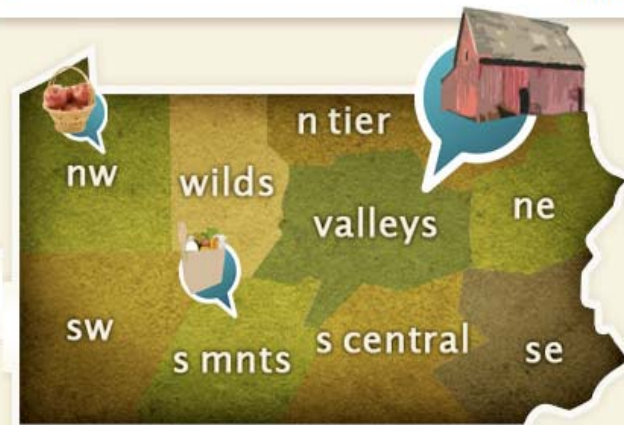 n tier
nw
wilds
valleys
ne
sw
s mnts
s central
se